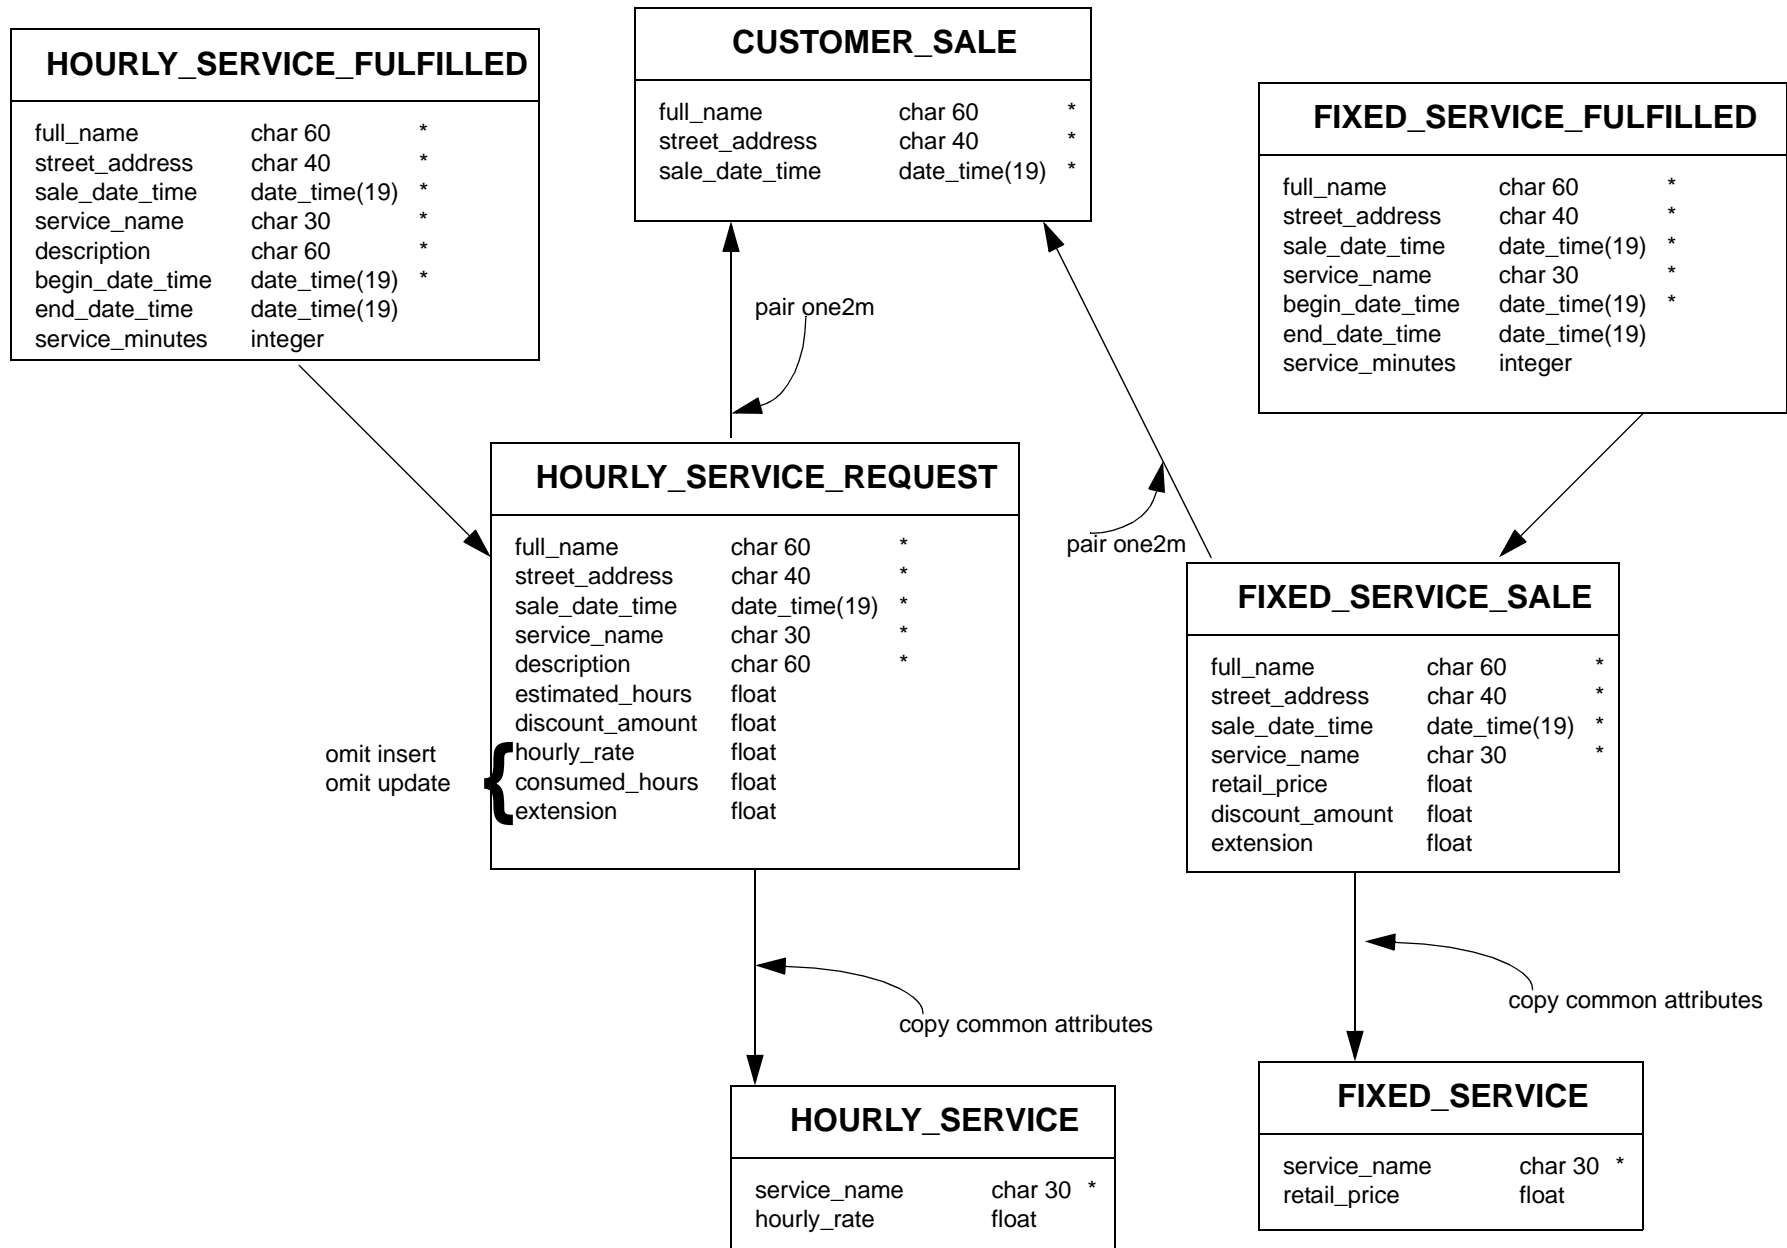 HOURLY_SERVICE_FULFILLED
full_name char 60 *
street_address char 40 *
sale_date_time date_time(19) *
service_name char 30 *
description char 60 *
begin_date_time date_time(19) *
end_date_time date_time(19)
service_minutes integer
CUSTOMER_SALE
full_name char 60 *
street_address char 40 *
sale_date_time date_time(19) *
FIXED_SERVICE_FULFILLED
full_name char 60 *
street_address char 40 *
sale_date_time date_time(19) *
service_name char 30 *
begin_date_time date_time(19) *
end_date_time date_time(19)
service_minutes integer
pair one2m
HOURLY_SERVICE_REQUEST
full_name char 60 *
street_address char 40 *
sale_date_time date_time(19) *
service_name char 30 *
description char 60 *
estimated_hours float
discount_amount float
hourly_rate float
consumed_hours float
extension float
omit insert
omit update
{
pair one2m
FIXED_SERVICE_SALE
full_name char 60 *
street_address char 40 *
sale_date_time date_time(19) *
service_name char 30 *
retail_price float
discount_amount float
extension float
copy common attributes
copy common attributes
HOURLY_SERVICE
service_name char 30 *
hourly_rate float
FIXED_SERVICE
service_name char 30 *
retail_price float